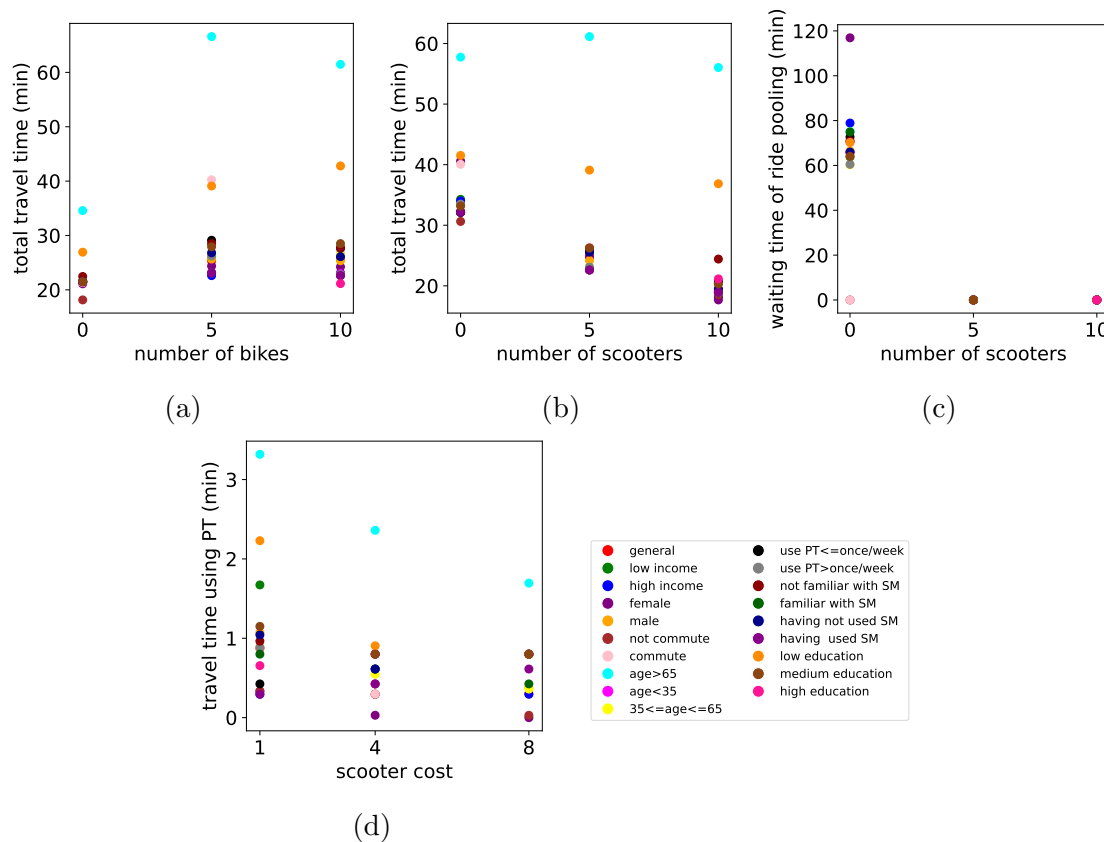 60
50
40
30
20
total travel time (min)
0 5 10
number of bikes
(a)
60
50
40
30
20
total travel time (min)
0 5 10
number of scooters
(b)
120
100
80
60
40
20
0
waiting time of ride pooling (min)
0 5 10
number of scooters
(c)
3
2
1
0
travel time using PT (min)
1 4 8
scooter cost
(d)
general
low income
high income
female
male
not commute
commute
age>65
age<35
35<=age<=65
use PT<=once/week
use PT>once/week
not familiar with SM
familiar with SM
having not used SM
having  used SM
low education
medium education
high education